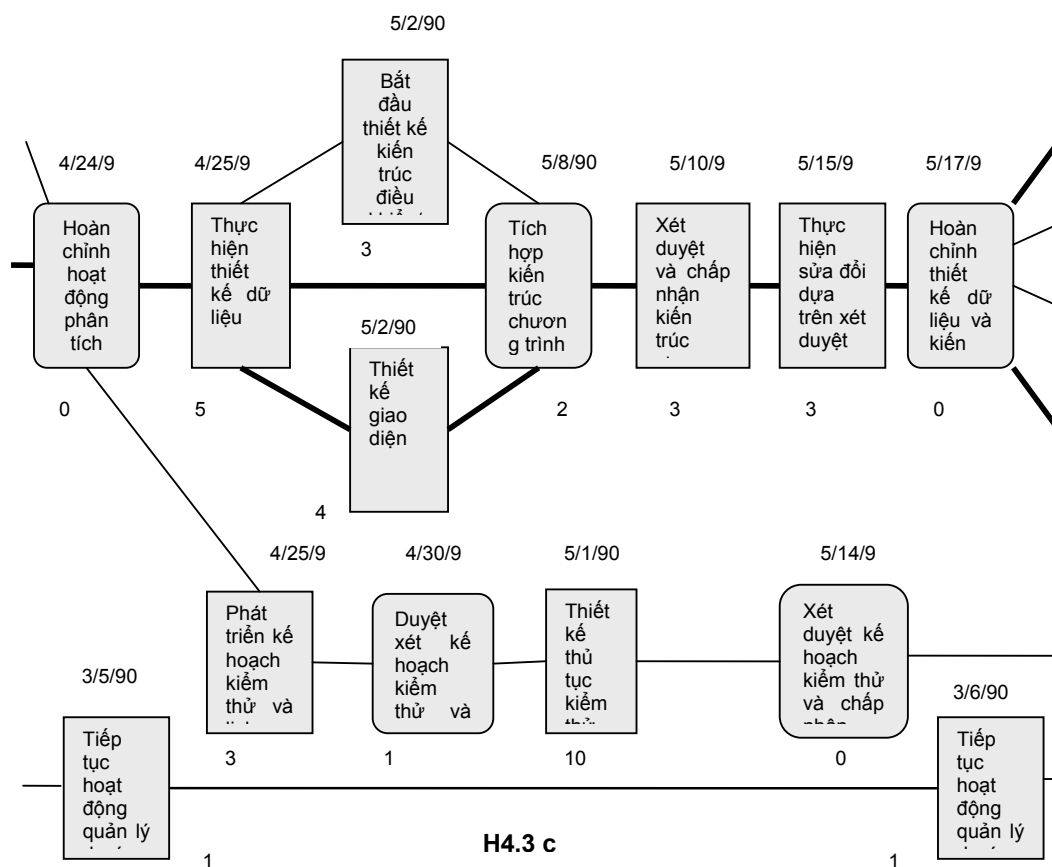 5/2/90
Bắt
đầu
thiết kế
kiến
trúc
điều
4/24/9
4/25/9
5/8/90
5/10/9
5/15/9
5/17/9
Hoàn
chỉnh
hoạt
động
phân
tích
Thực
hiện
thiết
kế dữ
liệu
3
Tích
hợp
kiến
trúc
chươn
g trình
Xét
duyệt
và chấp
nhận
kiến
trúc
Thực
hiện
sửa đổi
dựa
trên xét
duyệt
Hoàn
chỉnh
thiết
kế dữ
liệu và
kiến
5/2/90
Thiết
kế
giao
diện
0
5
2
3
3
0
4
4/25/9
4/30/9
5/1/90
5/14/9
Phát
triển kế
hoạch
kiểm
thử và
Duyệt
xét kế
hoạch
kiểm
thử và
Thiết
kế
thủ
tục
kiểm
thử
Xét
duyệt kế
hoạch
kiểm thử
và chấp
nhận
3/5/90
3/6/90
3
1
10
0
Tiếp
tục
hoạt
động
quản lý
Tiếp
tục
hoạt
động
quản lý
H4.3 c
1
1